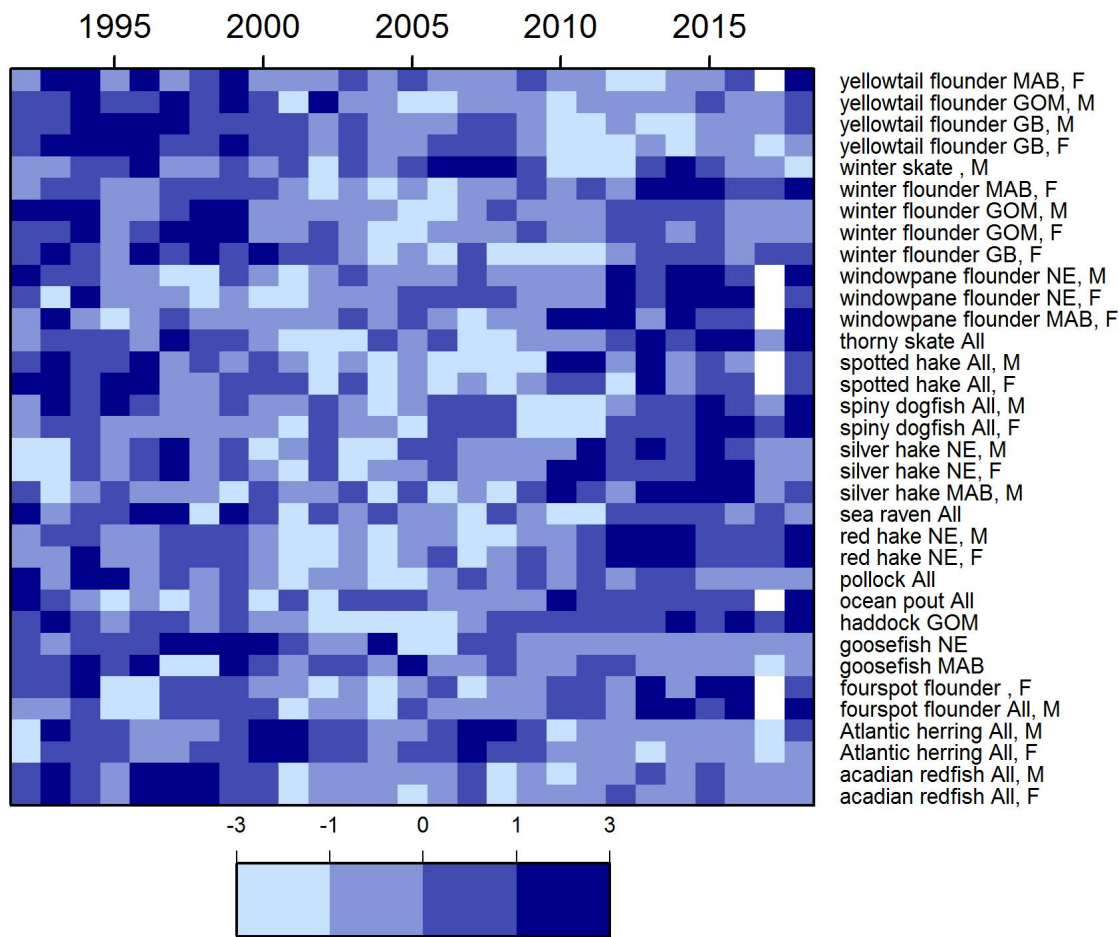 1995 2000 2005 2010 2015
yellowtail flounder MAB, F
yellowtail flounder GOM, M
yellowtail flounder GB, M
yellowtail flounder GB, F
winter skate , M
winter flounder MAB, F
winter flounder GOM, M
winter flounder GOM, F
winter flounder GB, F
windowpane flounder NE, M
windowpane flounder NE, F
windowpane flounder MAB, F
thorny skate All
spotted hake All, M
spotted hake All, F
spiny dogfish All, M
spiny dogfish All, F
silver hake NE, M
silver hake NE, F
silver hake MAB, M
sea raven All
red hake NE, M
red hake NE, F
pollock All
ocean pout All
haddock GOM
goosefish NE
goosefish MAB
fourspot flounder , F
fourspot flounder All, M
Atlantic herring All, M
Atlantic herring All, F
acadian redfish All, M
acadian redfish All, F
-3 -1 0 1 3